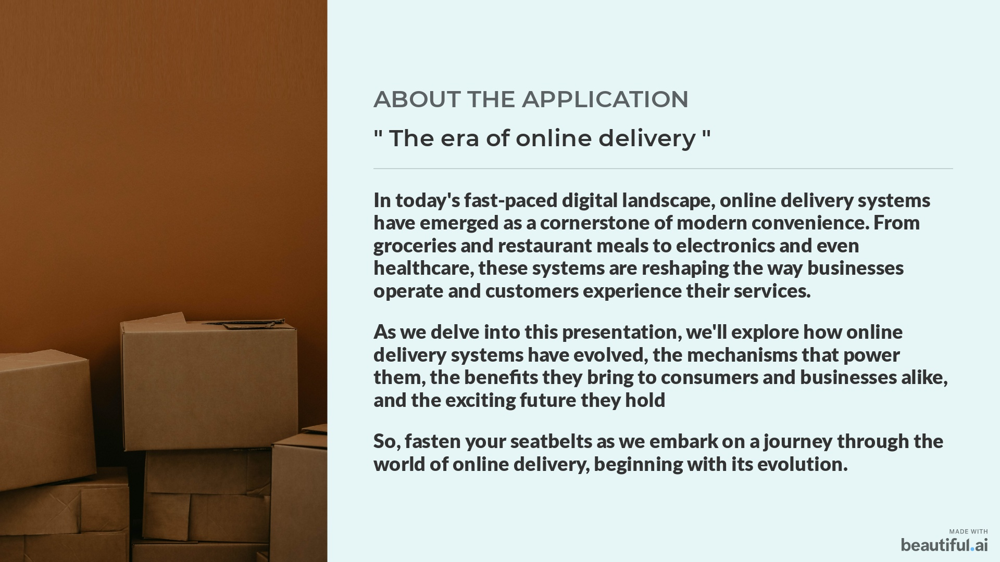 ABOUT THE APPLICATION
" The era of online delivery "
In today's fast-paced digital landscape, online delivery systems
have emerged as a cornerstone of modern convenience. From
groceries and restaurant meals to electronics and even
healthcare, these systems are reshaping the way businesses
operate and customers experience their services.
As we delve into this presentation, we'll explore how online
delivery systems have evolved, the mechanisms that power
them, the benefits they bring to consumers and businesses alike,
and the exciting future they hold
So, fasten your seatbelts as we embark on a journey through the
world of online delivery, beginning with its evolution.
MADE WITH
beautiful.ai